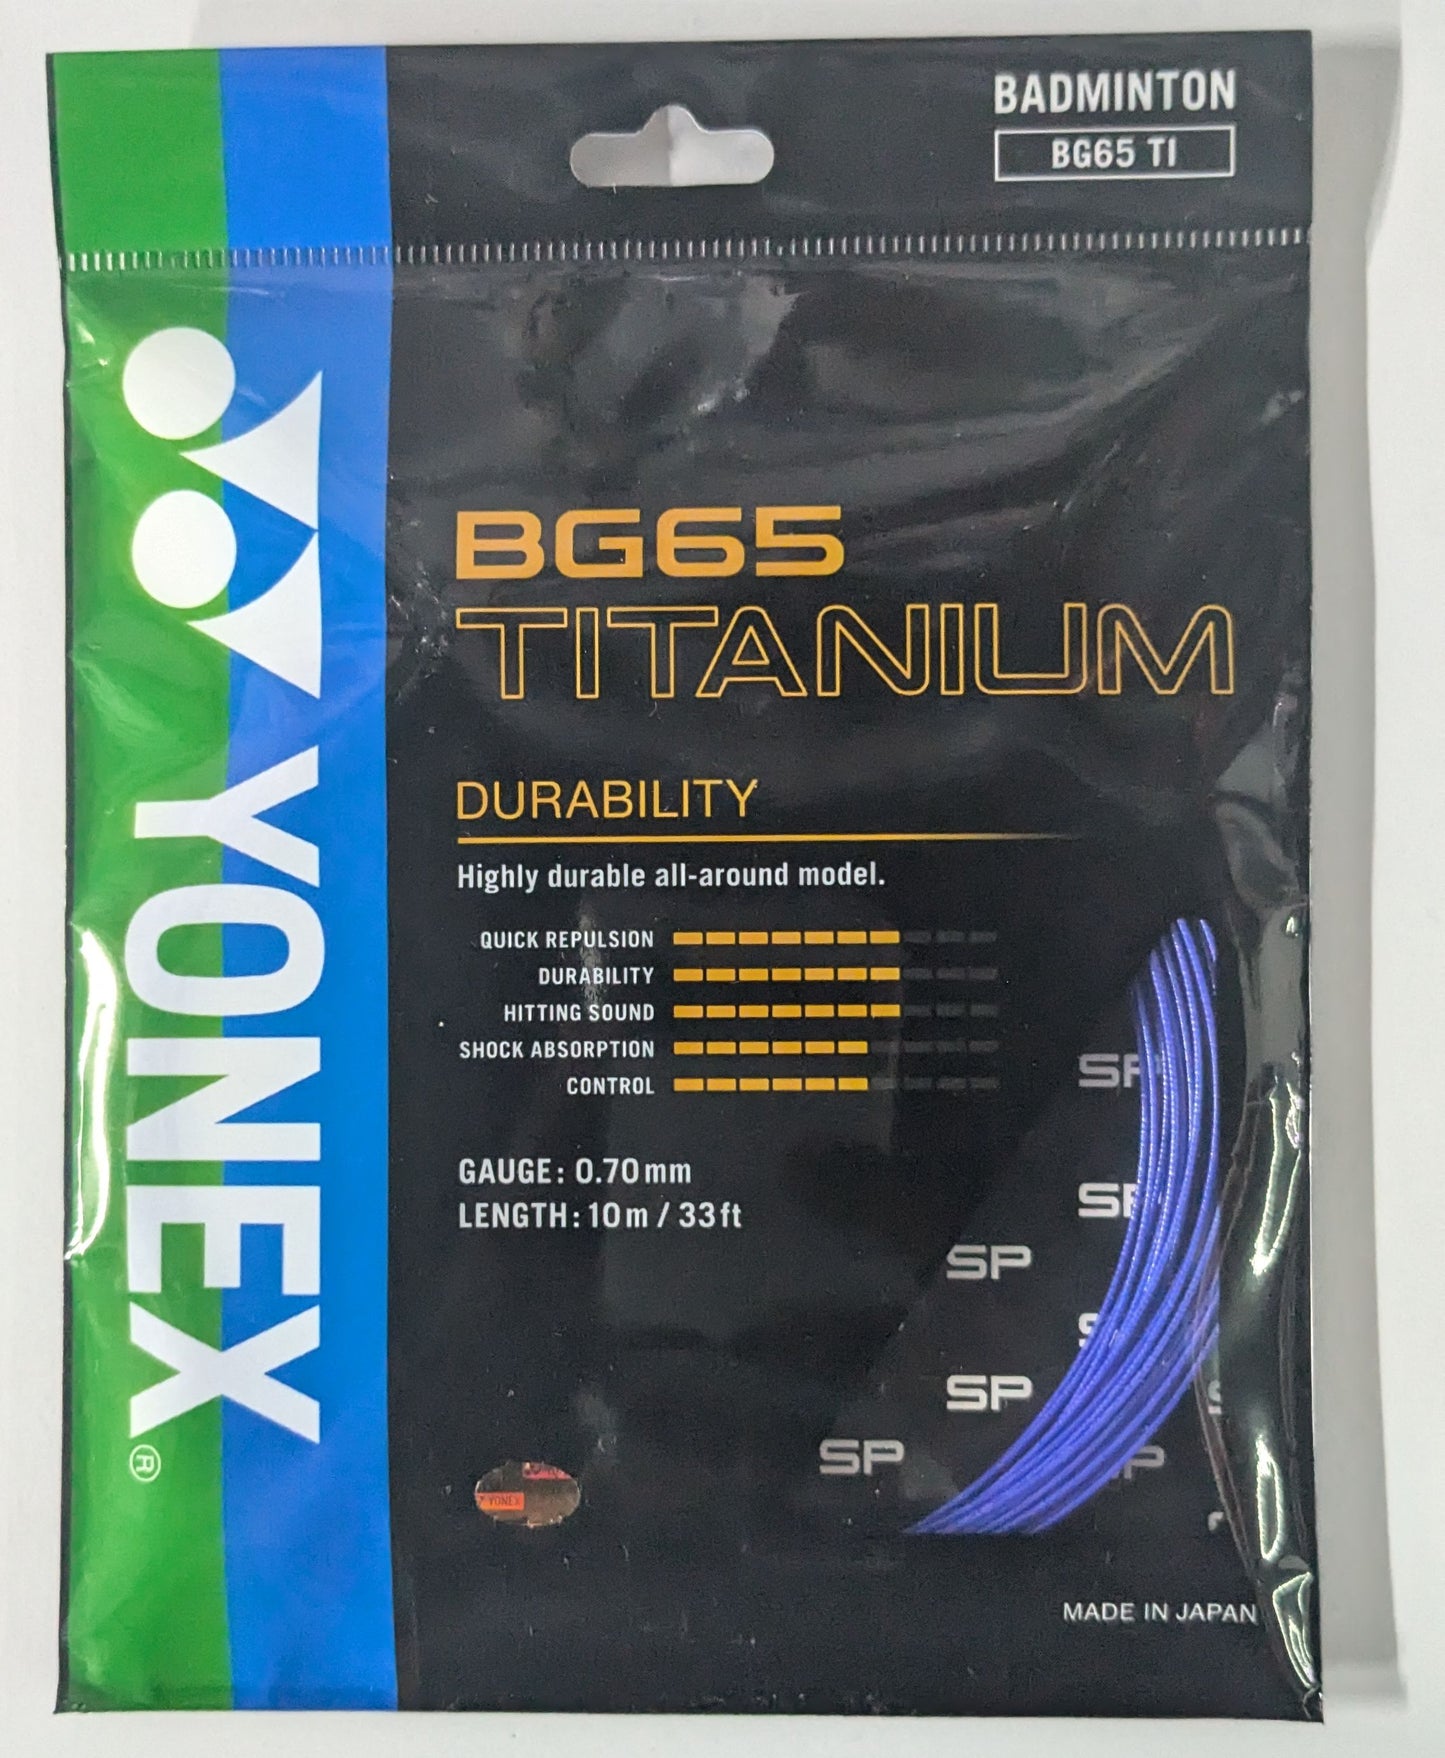 BADMINTON
BG65 TI
YONEX®
BG65
TITANIUM
DURABILITY
Highly durable all-around model.
QUICK REPULSION
DURABILITY
HITTING SOUND
SHOCK ABSORPTION
CONTROL
GAUGE: 0.70mm
LENGTH: 10m / 33ft
SP
SP
SP
SP
SP
YONEX
MADE IN JAPAN